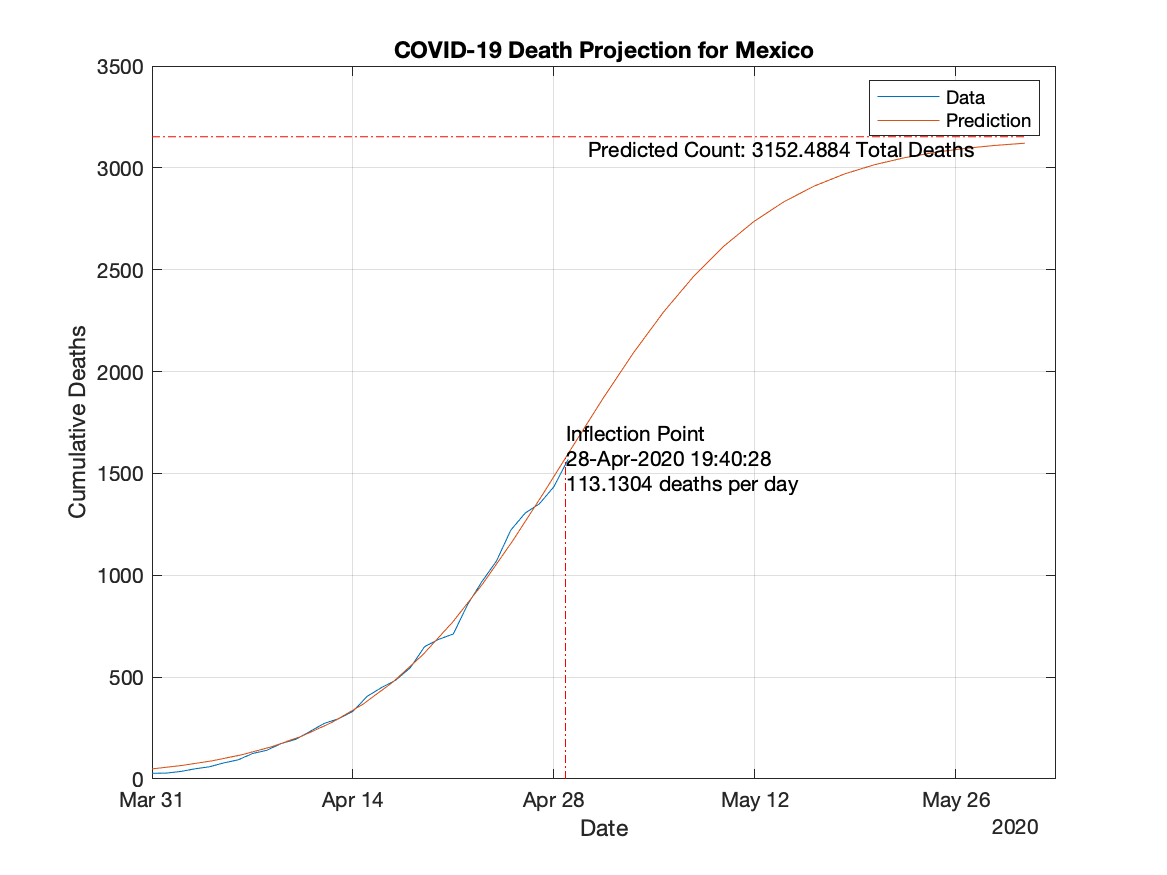 COVID-19 Death Projection for Mexico
3500
3000
2500
2000
1500
1000
500
0
Cumulative Deaths
Data
Prediction
Predicted Count: 3152.4884 Total Deaths
Inflection Point
28-Apr-2020 19:40:28
113.1304 deaths per day
Mar 31
Apr 14
Apr 28
May 12
May 26
Date
2020